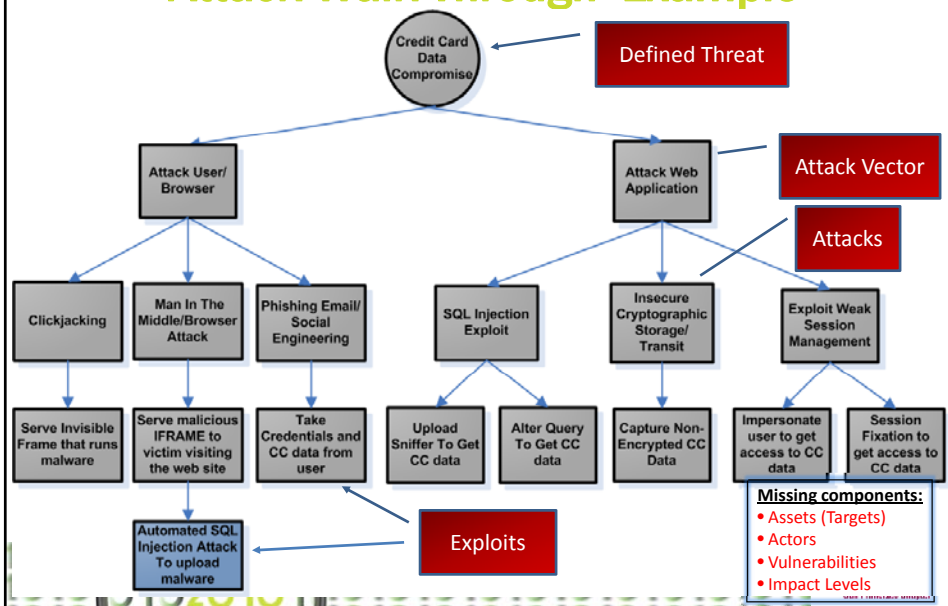 Attack Walk Through- Example
Credit Card
Data
Compromise
Defined Threat
Attack User/
Browser
Attack Web
Application
Attack Vector
Attacks
Clickjacking
Man In The
Middle/Browser
Attack
Phishing Email/
Social
Engineering
SQL Injection
Exploit
Insecure
Cryptographic
Storage/
Transit
Exploit Weak
Session
Management
Serve Invisible
Frame that runs
malware
Serve malicious
IFRAME to
victim visiting
the web site
Take
Credentials and
CC data from
user
Upload
Sniffer To Get
CC data
Alter Query
To Get CC
data
Capture Non-
Encrypted CC
Data
Impersonate
user to get
access to CC
data
Session
Fixation to
get access to
CC data
Automated SQL
Injection Attack
To upload
malware
Exploits
Missing components:
• Assets (Targets)
• Actors
• Vulnerabilities
• Impact Levels